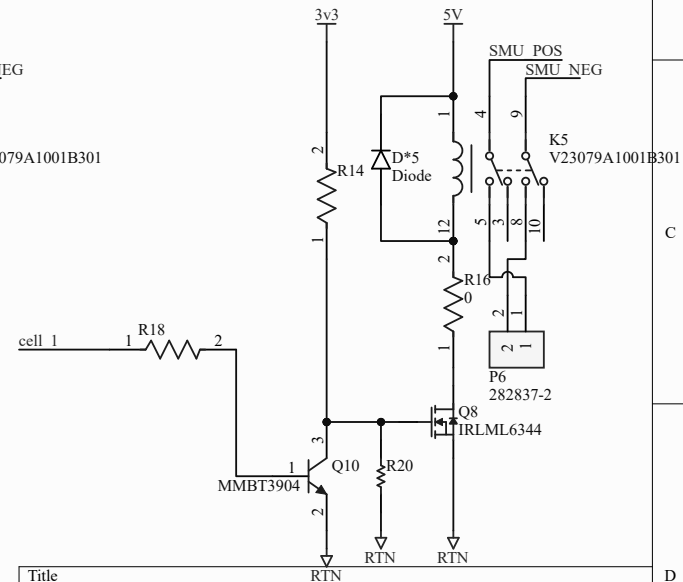 3v3
5V
SMU_POS
SMU_NEG
EG
4
9
K5
V23079A1001B301
079A1001B301
1
2
R14
D*5
Diode
1
12
5
3
8
10
C
2
R16
0
2
1
cell_1
1
R18
2
1
2
1
P6
282837-2
Q8
IRLML6344
3
1
Q10
R20
MMBT3904
2
RTN
RTN
RTN
Title
D